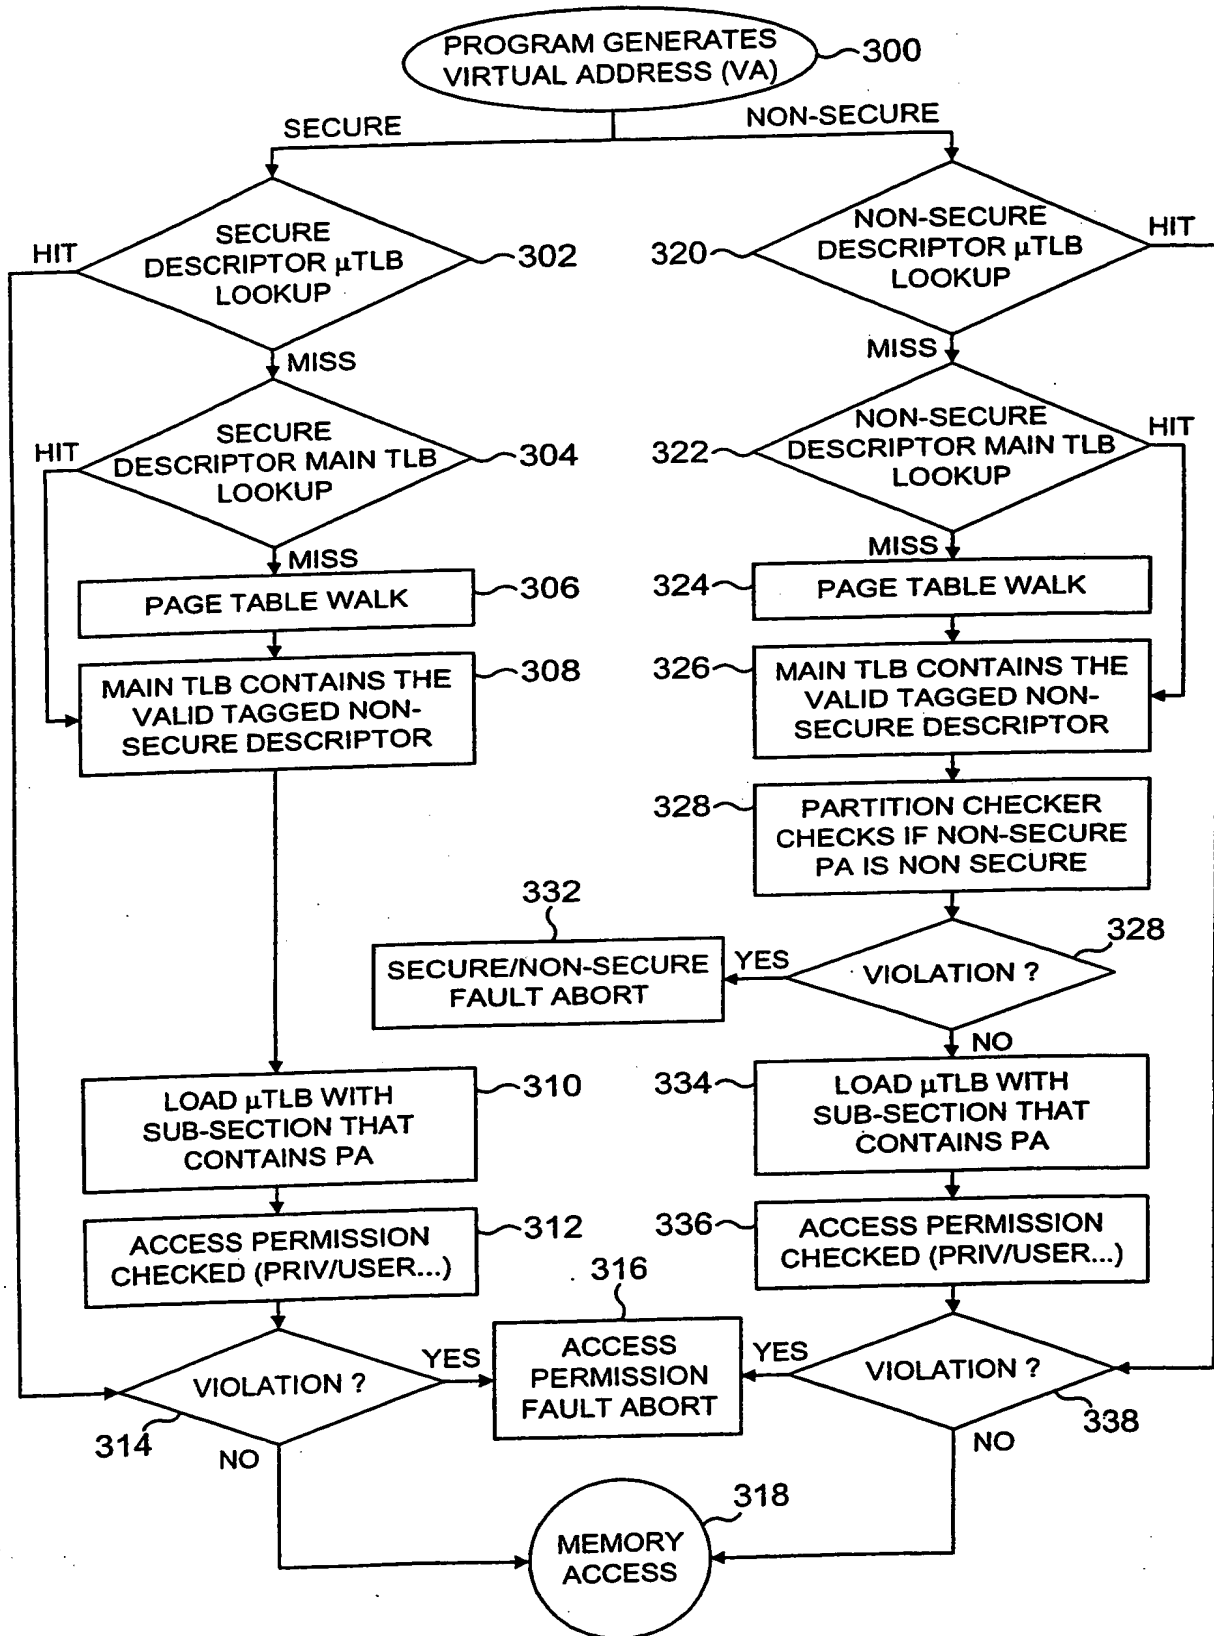 PROGRAM GENERATES
VIRTUAL ADDRESS (VA)
300
SECURE
NON-SECURE
HIT
SECURE
DESCRIPTOR µTLB
LOOKUP
302
320
NON-SECURE
DESCRIPTOR µTLB
LOOKUP
HIT
MISS
MISS
HIT
SECURE
DESCRIPTOR MAIN TLB
LOOKUP
304
322
NON-SECURE
DESCRIPTOR MAIN TLB
LOOKUP
HIT
MISS
MISS
PAGE TABLE WALK
306
324
PAGE TABLE WALK
MAIN TLB CONTAINS THE
VALID TAGGED NON-
SECURE DESCRIPTOR
308
326
MAIN TLB CONTAINS THE
VALID TAGGED NON-
SECURE DESCRIPTOR
328
PARTITION CHECKER
CHECKS IF NON-SECURE
PA IS NON SECURE
332
SECURE/NON-SECURE
FAULT ABORT
YES
VIOLATION ?
328
NO
LOAD µTLB WITH
SUB-SECTION THAT
CONTAINS PA
310
334
LOAD µTLB WITH
SUB-SECTION THAT
CONTAINS PA
ACCESS PERMISSION
CHECKED (PRIV/USER...)
312
336
ACCESS PERMISSION
CHECKED (PRIV/USER...)
316
VIOLATION ?
YES
ACCESS
PERMISSION
FAULT ABORT
YES
VIOLATION ?
314
NO
338
NO
318
MEMORY
ACCESS